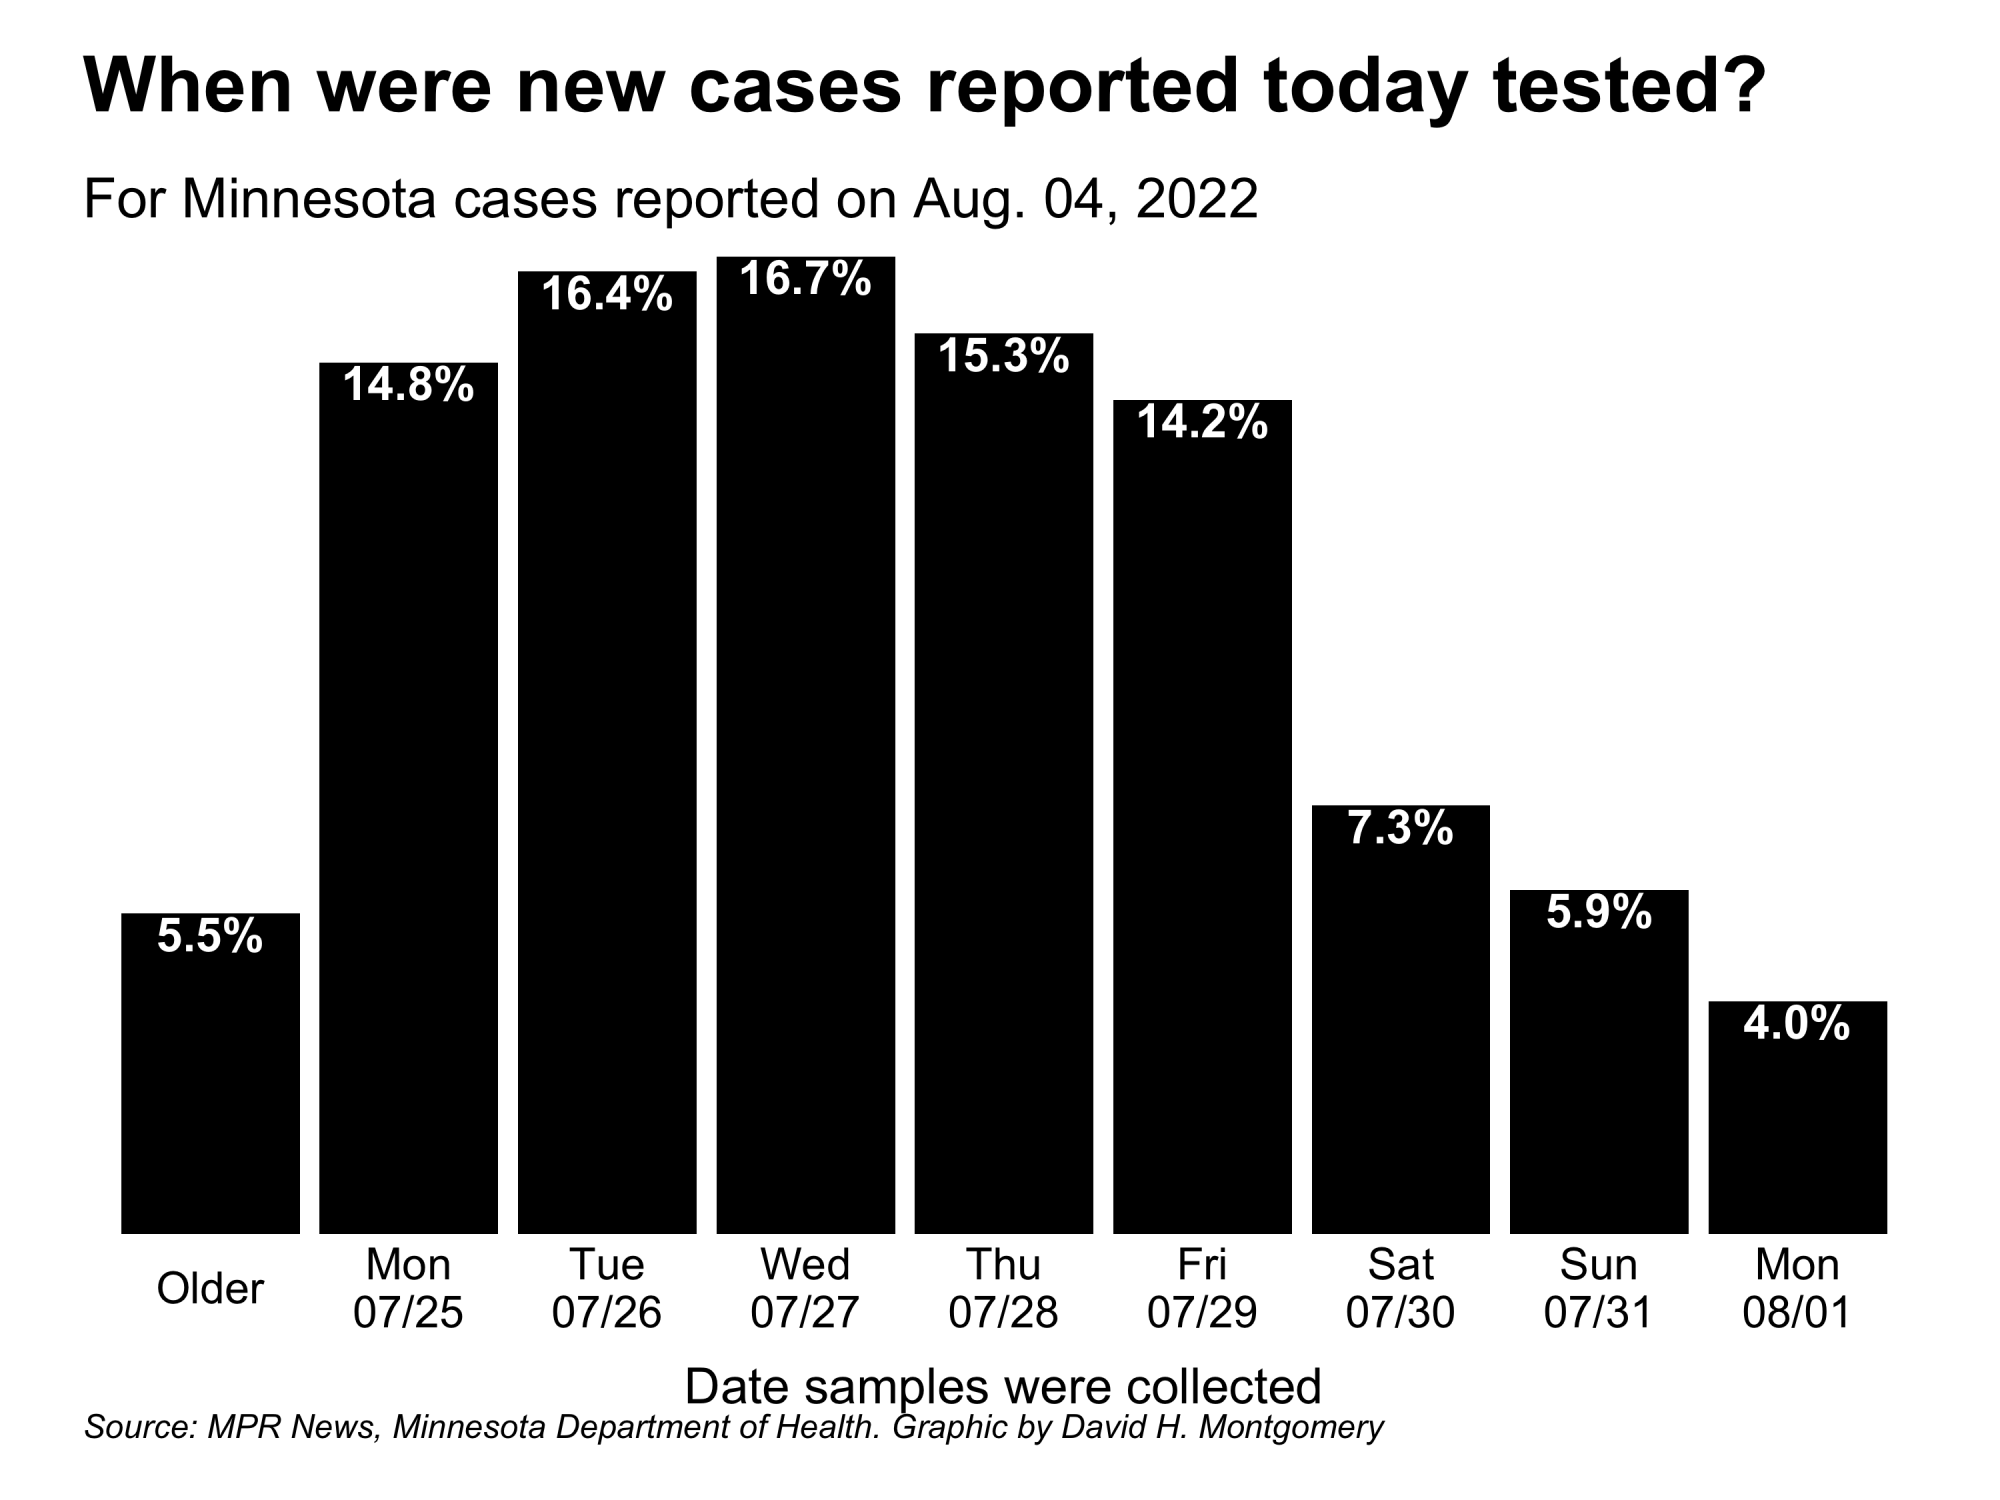 When were new cases reported today tested?
For Minnesota cases reported on Aug. 04, 2022
5.5%
14.8%
16.4%
16.7%
15.3%
14.2%
7.3%
5.9%
4.0%
Older
Mon
07/25
Tue
07/26
Wed
07/27
Thu
07/28
Fri
07/29
Sat
07/30
Sun
07/31
Mon
08/01
Date samples were collected
Source: MPR News, Minnesota Department of Health. Graphic by David H. Montgomery